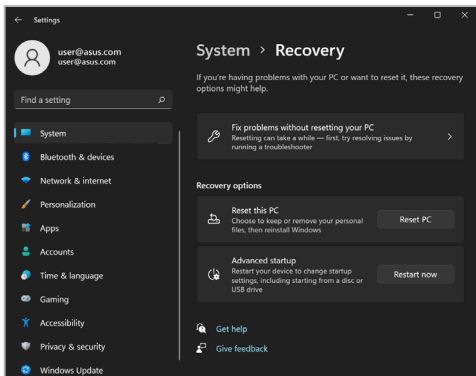 Settings
user@asus.com
user@asus.com
Find a setting
System
Bluetooth & devices
Network & internet
Personalization
Apps
Accounts
Time & language
Gaming
Accessibility
Privacy & security
Windows Update
System > Recovery
If you're having problems with your PC or want to reset it, these recovery
options might help.
Fix problems without resetting your PC
Resetting can take a while — first, try resolving issues by
running a troubleshooter
Recovery options
Reset this PC
Choose to keep or remove your personal
files, then reinstall Windows
Reset PC
Advanced startup
Restart your device to change startup
settings, including starting from a disc or
USB drive
Restart now
Get help
Give feedback